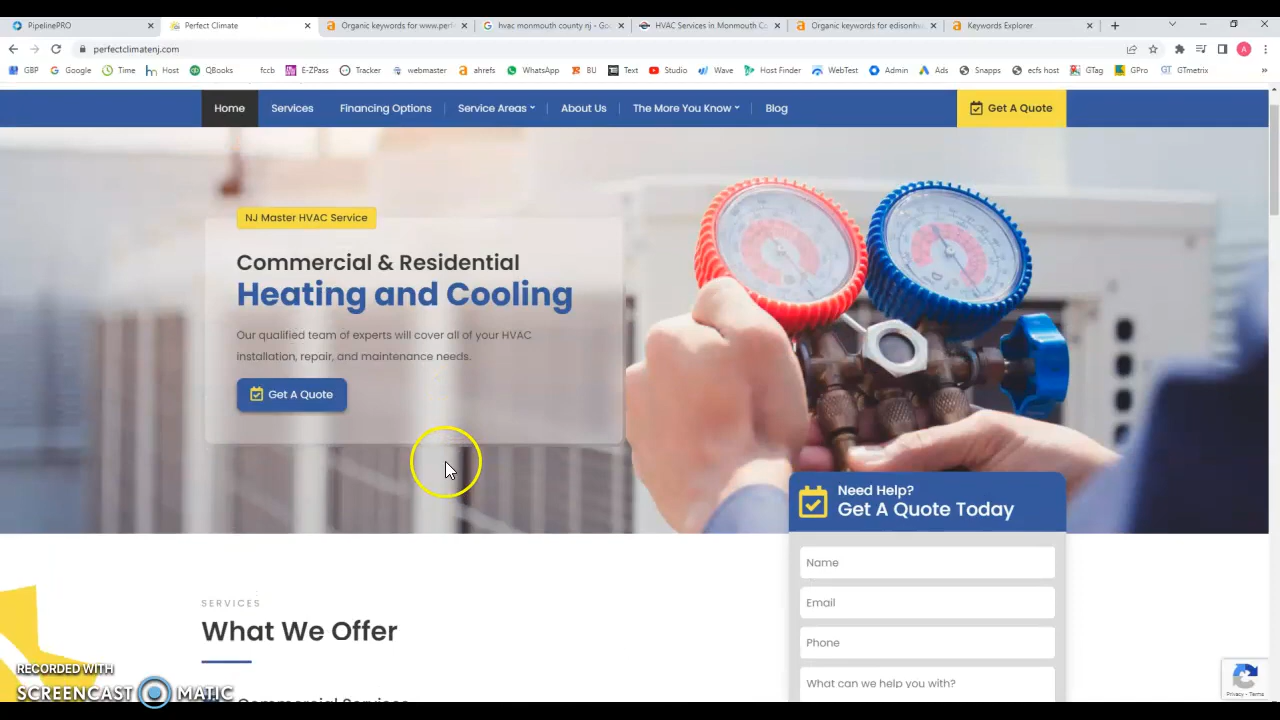 PipelinePRO
Perfect Climate
Organic keywords for www.perf
hvac monmouth county nj - Goo
HVAC Services in Monmouth Co
Organic keywords for edisonhv
Keywords Explorer
perfectclimatenj.com
A
GBP
Google
Time
Host
QBooks
fccb
E-ZPass
Tracker
webmaster
ahrefs
WhatsApp
BU
Text
Studio
Wave
Host Finder
WebTest
Admin
Ads
Snapps
ecfs host
GTag
GPro
GTmetrix
Home
Services
Financing Options
Service Areas
About Us
The More You Know
Blog
Get A Quote
NJ Master HVAC Service
Commercial & Residential
Heating and Cooling
Our qualified team of experts will cover all of your HVAC
installation, repair, and maintenance needs.
Get A Quote
Need Help?
Get A Quote Today
Name
Email
Phone
What can we help you with?
SERVICES
What We Offer
Commercial Services
RECORDED WITH
SCREENCAST MATIC
Privacy - Terms